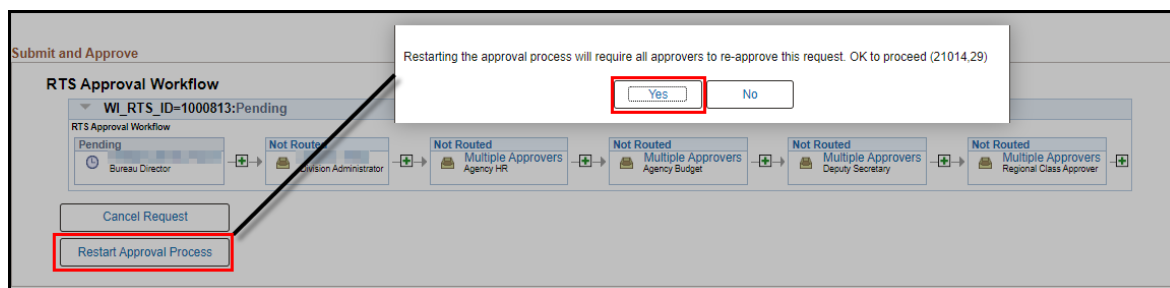 Submit and Approve
Restarting the approval process will require all approvers to re-approve this request. OK to proceed (21014,29)
Yes
No
RTS Approval Workflow
WI_RTS_ID=1000813:Pending
RTS Approval Workflow
Pending
Bureau Director
Not Routed
Division Administrator
Not Routed
Multiple Approvers
Agency HR
Not Routed
Multiple Approvers
Agency Budget
Not Routed
Multiple Approvers
Deputy Secretary
Not Routed
Multiple Approvers
Regional Class Approver
Cancel Request
Restart Approval Process